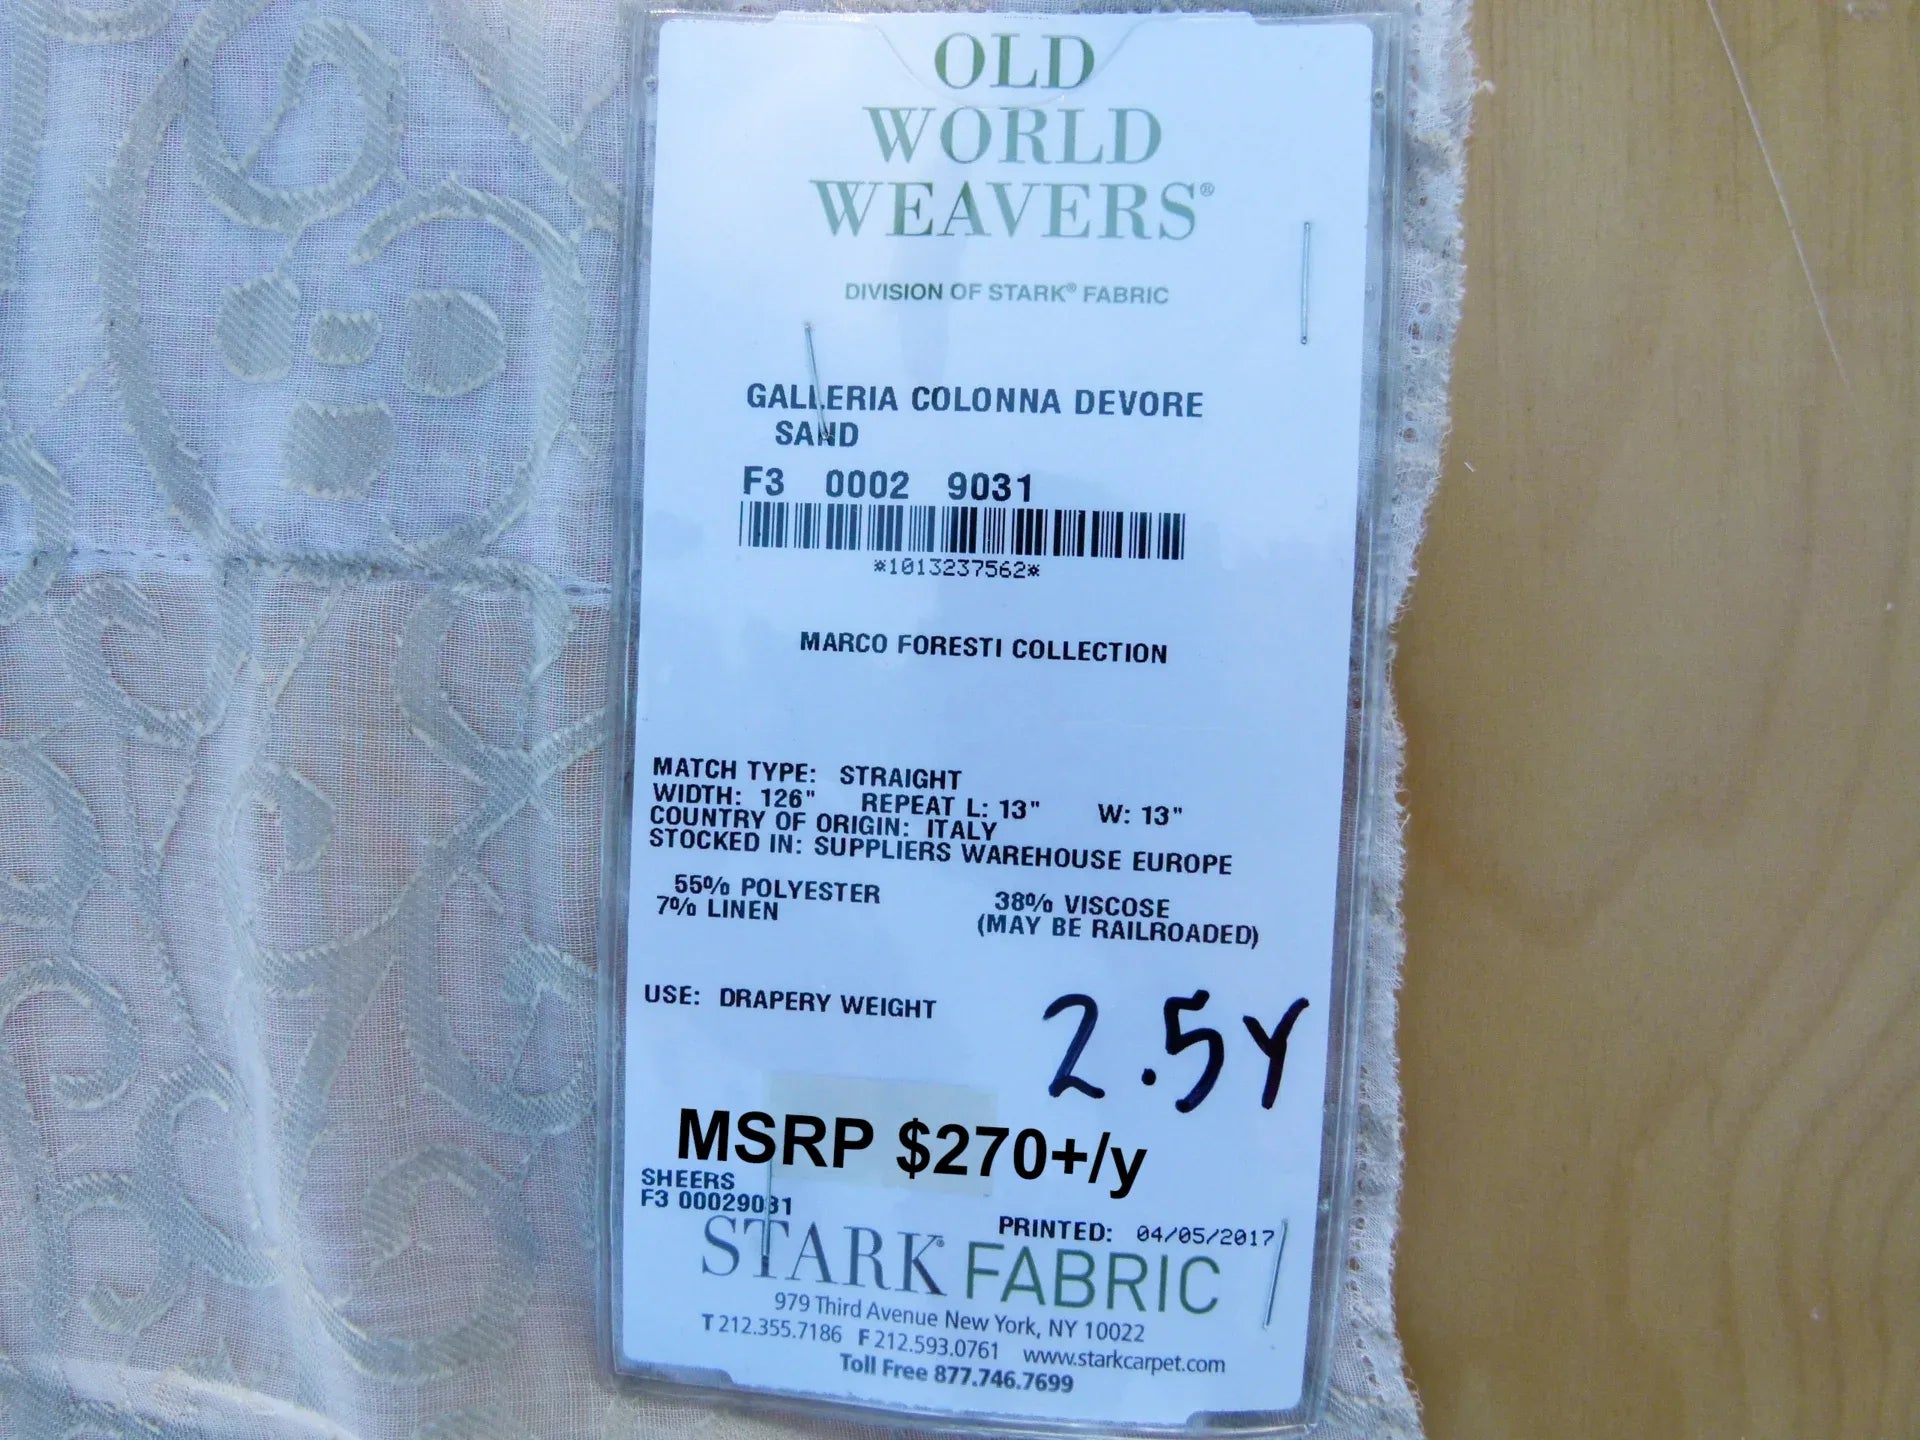 OLD
WORLD
WEAVERS®
DIVISION OF STARK® FABRIC
GALLERIA COLONNA DEVORE
SAND
F3 0002 9031
*1013237562*
MARCO FORESTI COLLECTION
MATCH TYPE: STRAIGHT
WIDTH: 126" REPEAT L: 13" W: 13"
COUNTRY OF ORIGIN: ITALY
STOCKED IN: SUPPLIERS WAREHOUSE EUROPE
55% POLYESTER 38% VISCOSE
7% LINEN (MAY BE RAILROADED)
USE: DRAPERY WEIGHT
2.5Y
MSRP $270+/y
SHEERS
F3 00029031
PRINTED: 04/05/2017
STARK® FABRIC
979 Third Avenue New York, NY 10022
T 212.355.7186 F 212.593.0761 www.starkcarpet.com
Toll Free 877.746.7699